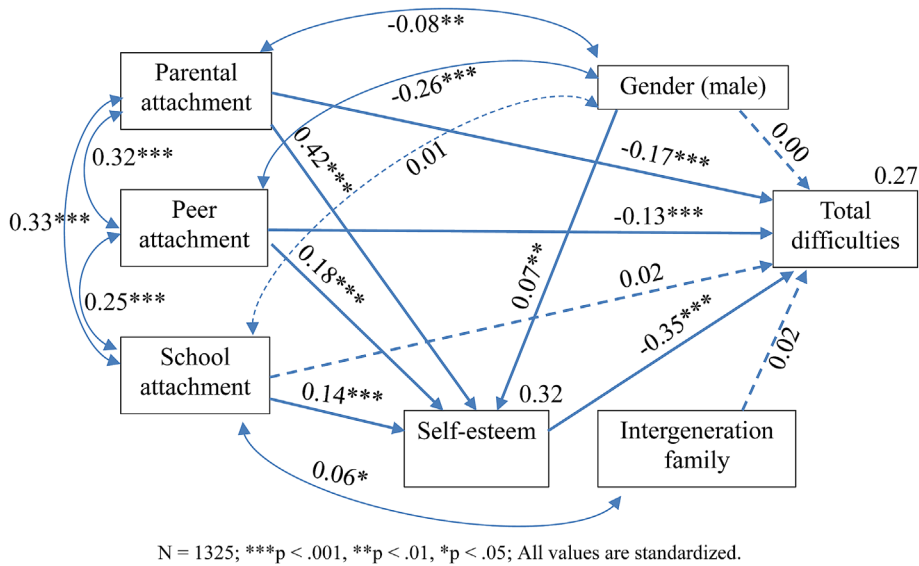 -0.08**
Parental
attachment
Gender (male)
-0.26***
0.01
0.00
0.42***
0.32***
-0.17***
0.27
0.33***
Peer
attachment
-0.13***
Total
difficulties
0.18***
0.07**
0.02
0.25***
-0.35***
0.02
School
attachment
0.14***
0.32
Self-esteem
Intergeneration
family
0.06*
N = 1325; ***p < .001, **p < .01, *p < .05; All values are standardized.